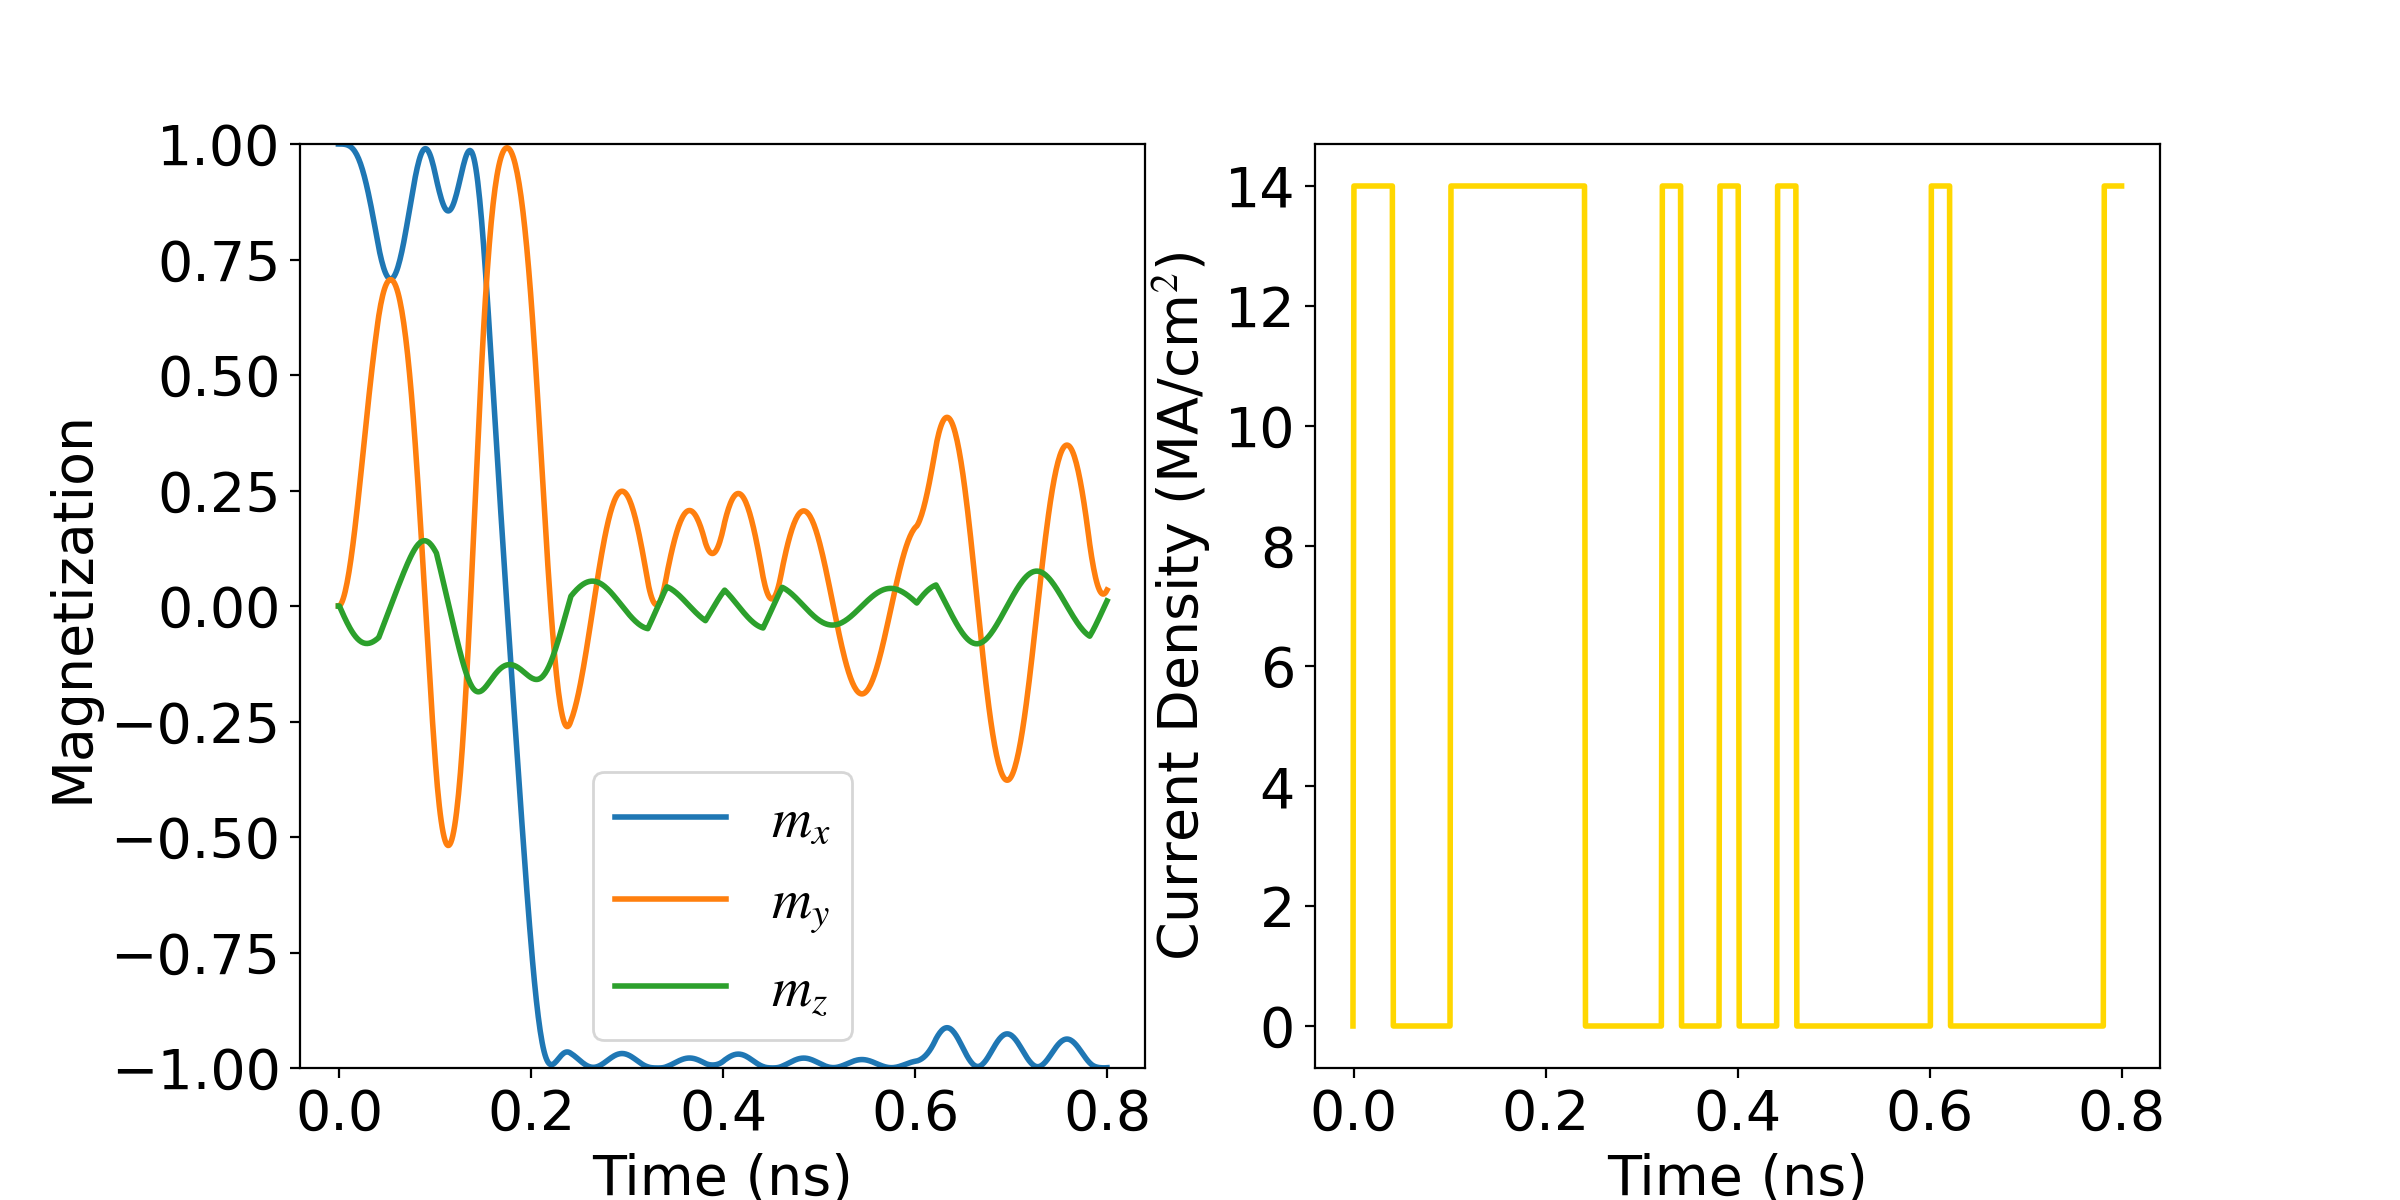 Magnetization
1.00
0.75
0.50
0.25
0.00
−0.25
−0.50
−0.75
−1.00
0.0 0.2 0.4 0.6 0.8
Time (ns)
m_x
m_y
m_z
Current Density (MA/cm²)
14
12
10
8
6
4
2
0
0.0 0.2 0.4 0.6 0.8
Time (ns)